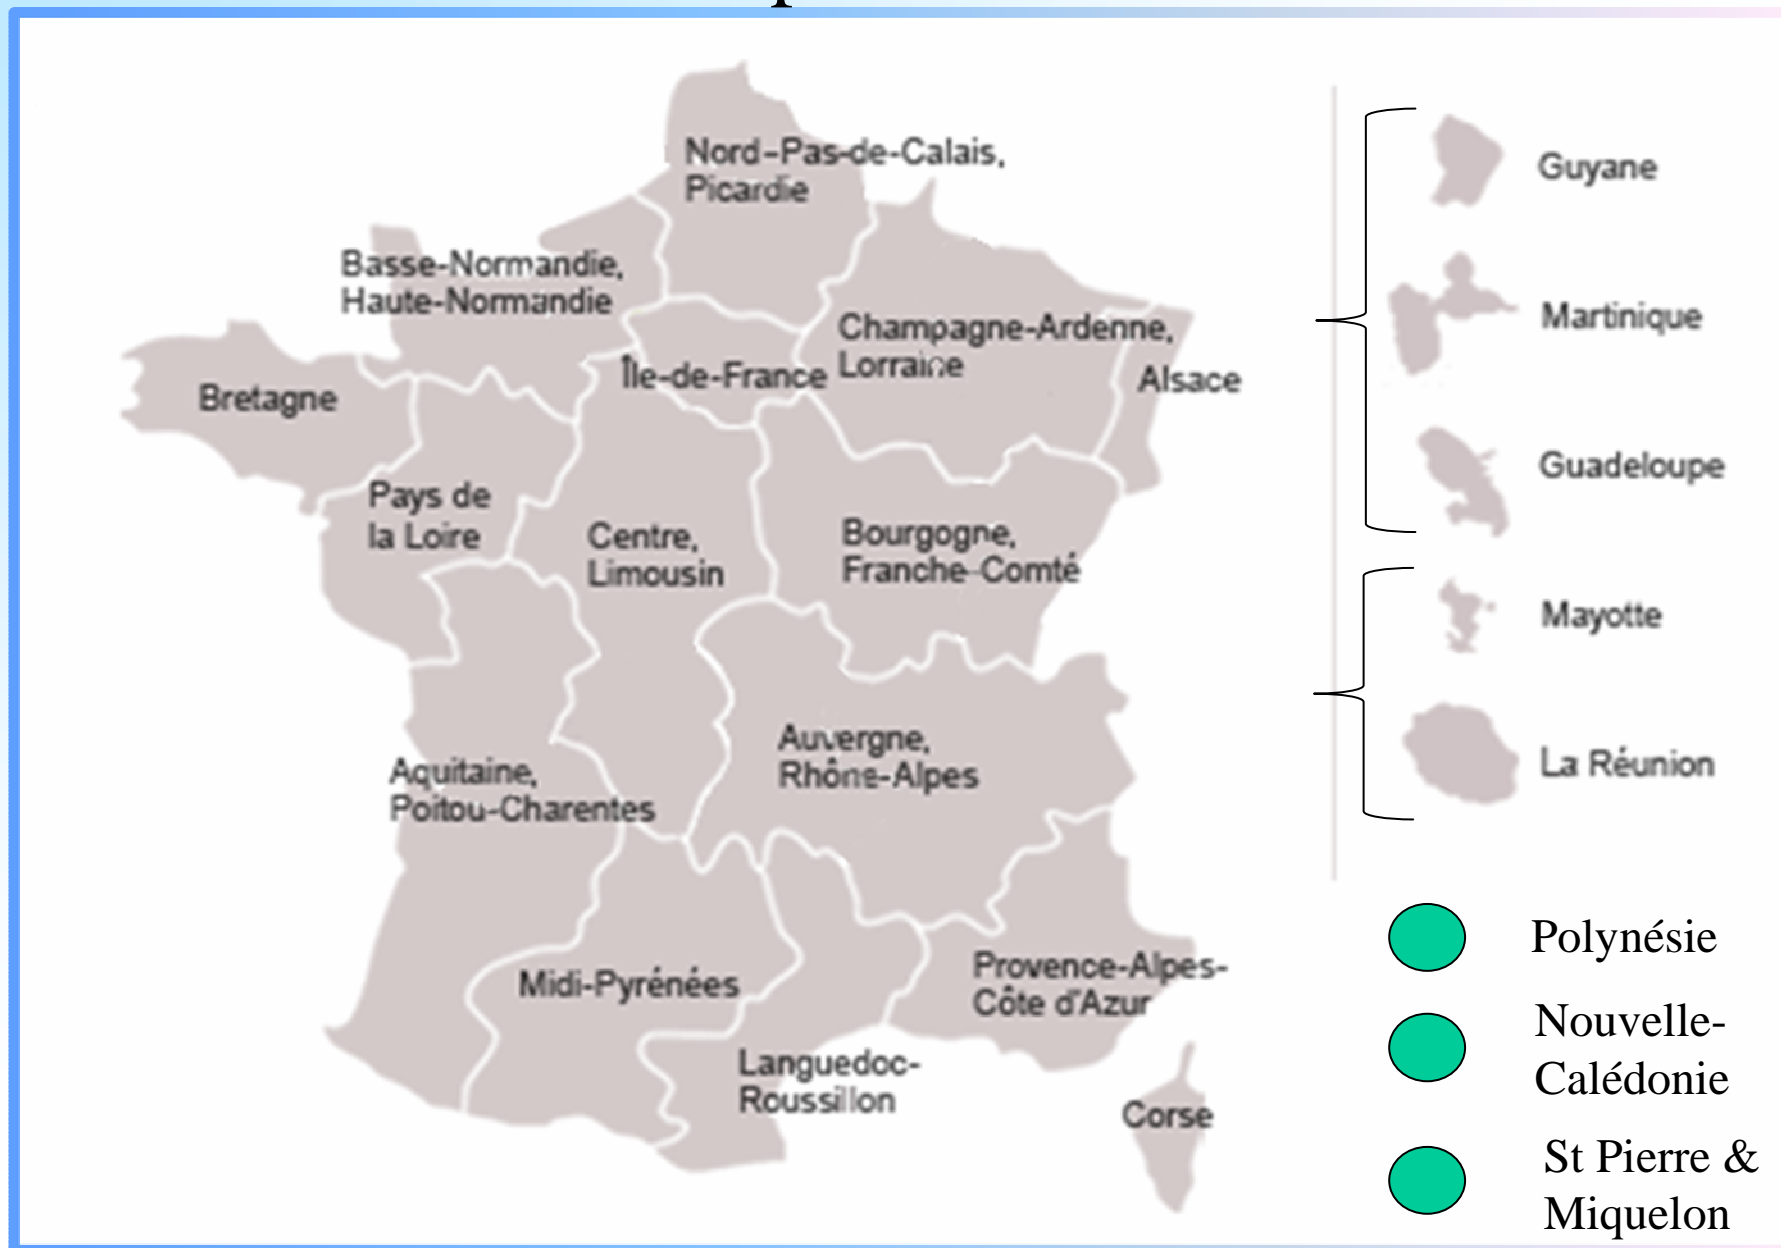 Nord-Pas-de-Calais,
Picardie
Basse-Normandie,
Haute-Normandie
Champagne-Ardenne,
Lorraine
Île-de-France
Alsace
Bretagne
Pays de
la Loire
Centre,
Limousin
Bourgogne,
Franche-Comté
Auvergne,
Rhône-Alpes
Aquitaine,
Poitou-Charentes
Midi-Pyrénées
Provence-Alpes-
Côte d'Azur
Languedoc-
Roussillon
Corse
Guyane
Martinique
Guadeloupe
Mayotte
La Réunion
Polynésie
Nouvelle-
Calédonie
St Pierre &
Miquelon